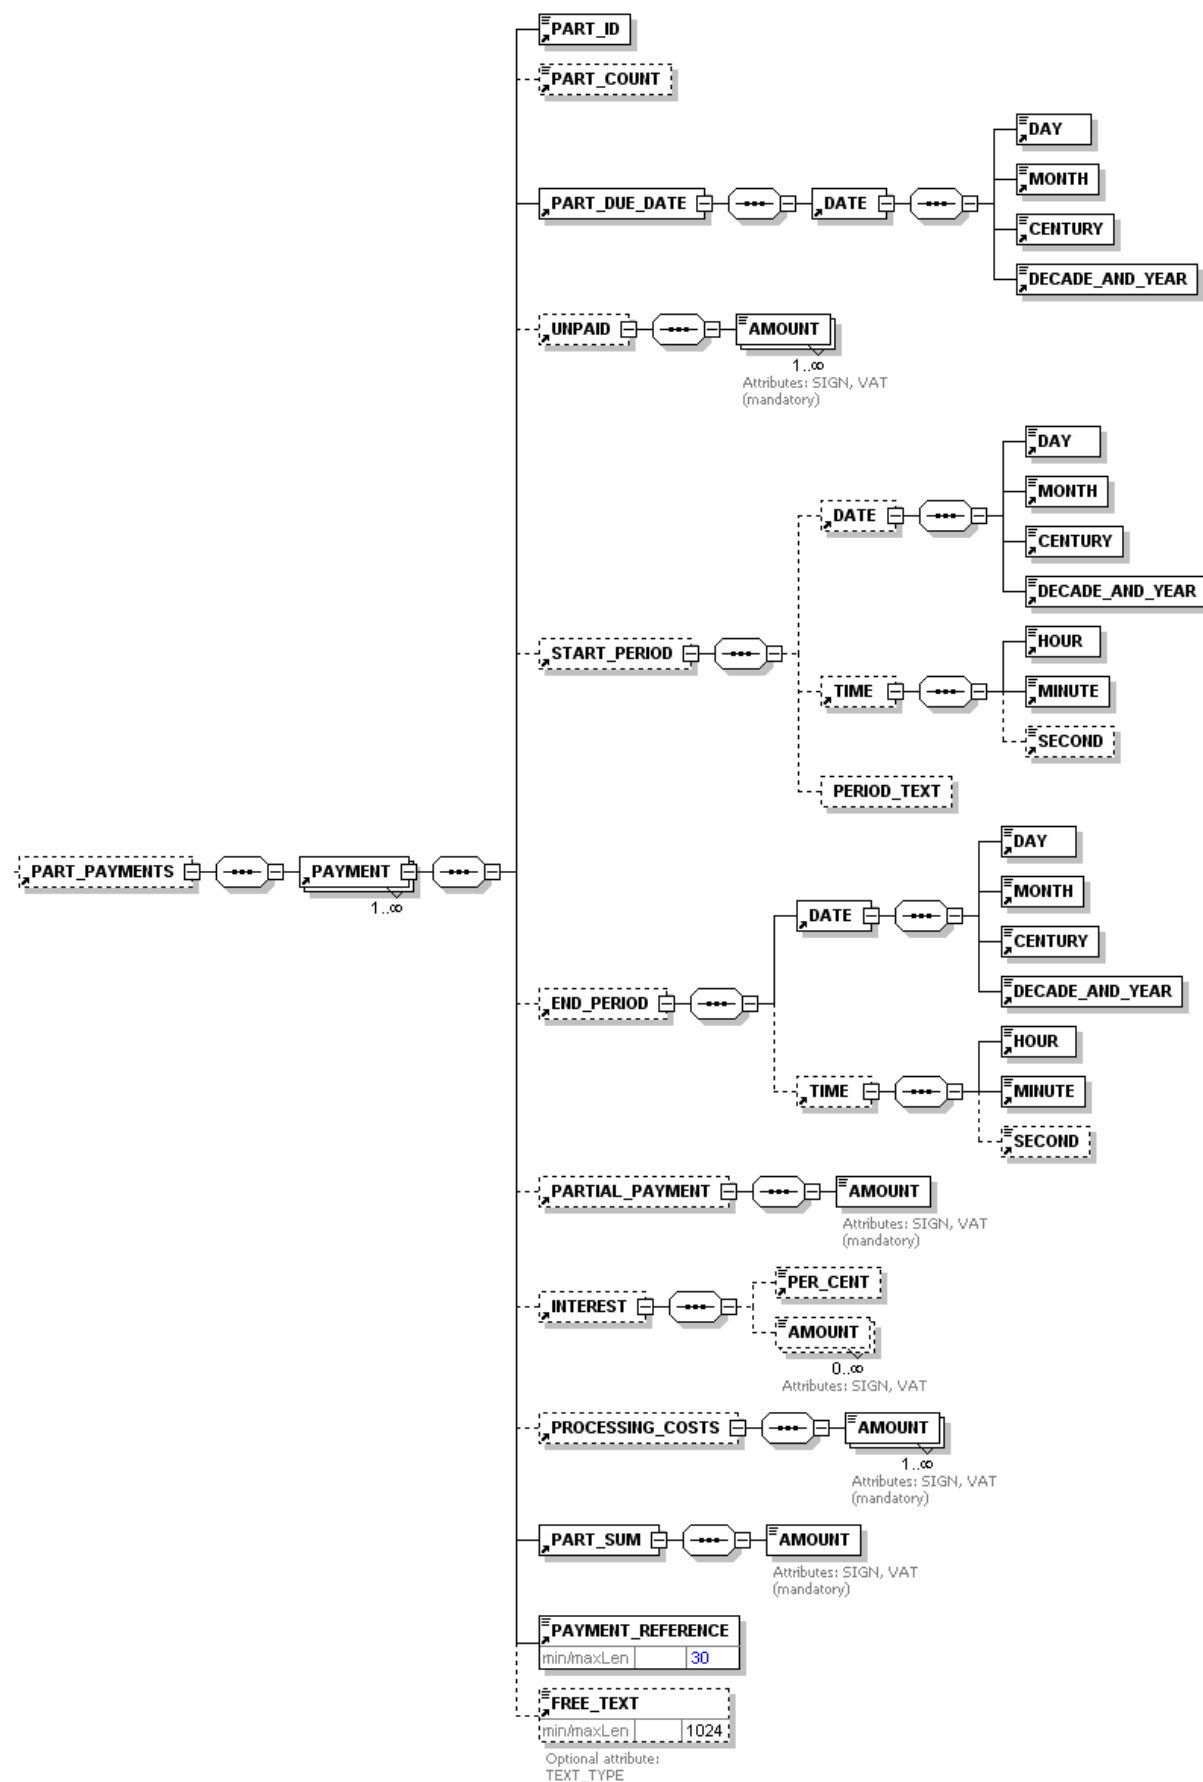 PART_ID
PART_COUNT
PART_DUE_DATE
DATE
DAY
MONTH
CENTURY
DECADE_AND_YEAR
UNPAID
AMOUNT
1..∞
Attributes: SIGN, VAT
(mandatory)
START_PERIOD
DATE
DAY
MONTH
CENTURY
DECADE_AND_YEAR
TIME
HOUR
MINUTE
SECOND
PERIOD_TEXT
PART_PAYMENTS
PAYMENT
1..∞
END_PERIOD
DATE
DAY
MONTH
CENTURY
DECADE_AND_YEAR
TIME
HOUR
MINUTE
SECOND
PARTIAL_PAYMENT
AMOUNT
Attributes: SIGN, VAT
(mandatory)
INTEREST
PER_CENT
AMOUNT
0..∞
Attributes: SIGN, VAT
PROCESSING_COSTS
AMOUNT
1..∞
Attributes: SIGN, VAT
(mandatory)
PART_SUM
AMOUNT
Attributes: SIGN, VAT
(mandatory)
PAYMENT_REFERENCE
min/maxLen 30
FREE_TEXT
min/maxLen 1024
Optional attribute:
TEXT_TYPE